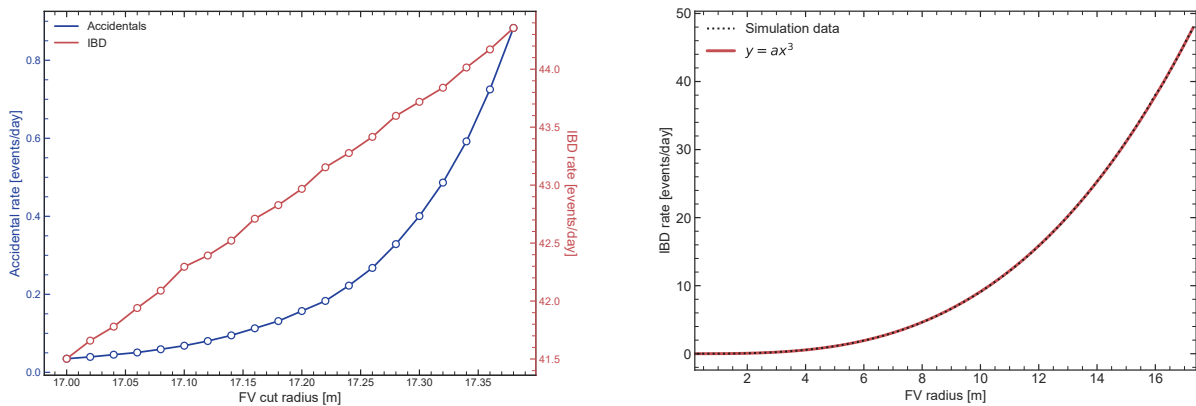 Accidentals
IBD
Accidental rate [events/day]
0.8
0.6
0.4
0.2
0.0
44.0
43.5
43.0
42.5
42.0
41.5
IBD rate [events/day]
17.00 17.05 17.10 17.15 17.20 17.25 17.30 17.35
FV cut radius [m]
Simulation data
y = ax³
IBD rate [events/day]
50
40
30
20
10
0
2 4 6 8 10 12 14 16
FV radius [m]